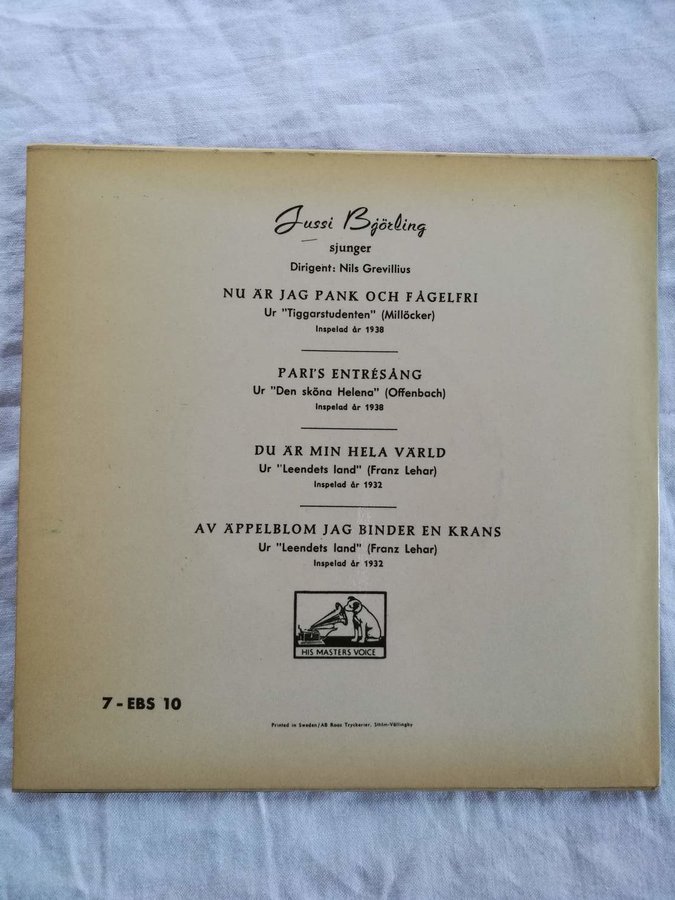 Jussi Björling
sjunger
Dirigent: Nils Grevillius
NU ÄR JAG PANK OCH FÅGELFRI
Ur "Tiggarstudenten" (Millöcker)
Inspelad år 1938
PARI'S ENTRÉSÅNG
Ur "Den sköna Helena" (Offenbach)
Inspelad år 1938
DU ÄR MIN HELA VÄRLD
Ur "Leendets land" (Franz Lehar)
Inspelad år 1932
AV ÄPPELBLOM JAG BINDER EN KRANS
Ur "Leendets land" (Franz Lehar)
Inspelad år 1932
HIS MASTERS VOICE
7 - EBS 10
Printed in Sweden/AB Roos Tryckerier, Sthlm-Vällingby